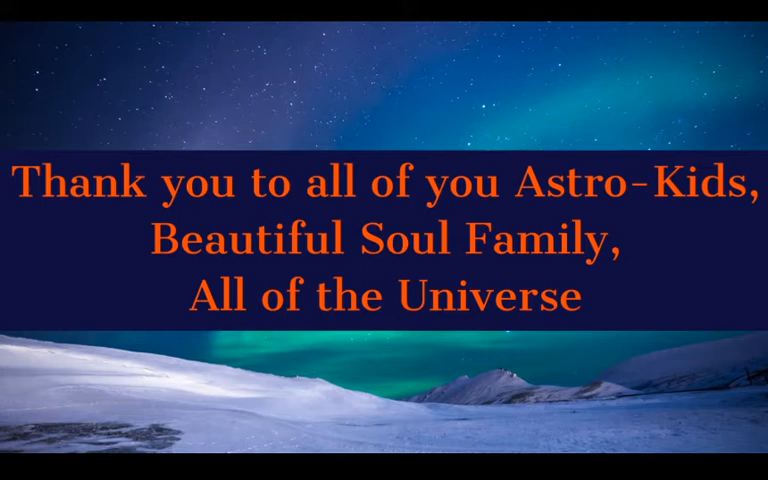 Thank you to all of you Astro-Kids,
Beautiful Soul Family,
All of the Universe